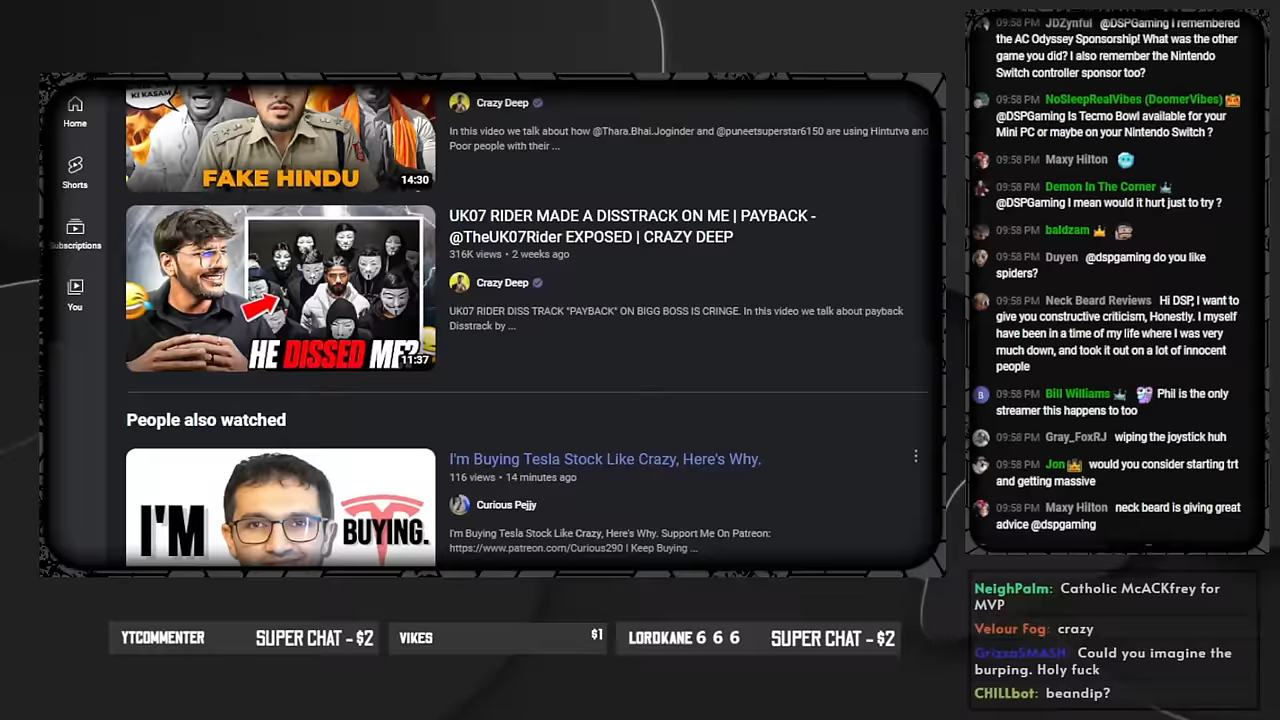 Home
Shorts
Subscriptions
You
KI KASAM
FAKE HINDU
14:30
Crazy Deep
In this video we talk about how @Thara.Bhai.Joginder and @puneetsuperstar6150 are using Hintutva and
Poor people with their ...
HE DISSED ME?
11:37
UK07 RIDER MADE A DISSTRACK ON ME | PAYBACK -
@TheUK07Rider EXPOSED | CRAZY DEEP
316K views • 2 weeks ago
Crazy Deep
UK07 RIDER DISS TRACK "PAYBACK" ON BIGG BOSS IS CRINGE. In this video we talk about payback
Disstrack by ...
People also watched
I'M
BUYING.
I'm Buying Tesla Stock Like Crazy, Here's Why.
116 views • 14 minutes ago
Curious Pejjy
I'm Buying Tesla Stock Like Crazy, Here's Why. Support Me On Patreon:
https://www.patreon.com/Curious290 I Keep Buying ...
YTCOMMENTER SUPER CHAT - $2
VIKES $1
LORDKANE 6 6 6 SUPER CHAT - $2
09:58 PM JDZynful @DSPGaming I remembered
the AC Odyssey Sponsorship! What was the other
game you did? I also remember the Nintendo
Switch controller sponsor too?
09:58 PM NoSleepRealVibes (DoomerVibes)
@DSPGaming Is Tecmo Bowl available for your
Mini PC or maybe on your Nintendo Switch ?
09:58 PM Maxy Hilton
09:58 PM Demon In The Corner
@DSPGaming I mean would it hurt just to try ?
09:58 PM baldzam
09:58 PM Duyen @dspgaming do you like
spiders?
09:58 PM Neck Beard Reviews Hi DSP, I want to
give you constructive criticism, Honestly. I myself
have been in a time of my life where I was very
much down, and took it out on a lot of innocent
people
B 09:58 PM Bill Williams Phil is the only
streamer this happens to too
09:58 PM Gray_FoxRJ wiping the joystick huh
09:58 PM Jon would you consider starting trt
and getting massive
09:58 PM Maxy Hilton neck beard is giving great
advice @dspgaming
NeighPalm: Catholic McACKfrey for
MVP
Velour Fog: crazy
GrizzaSMASH: Could you imagine the
burping. Holy fuck
CHILLbot: beandip?